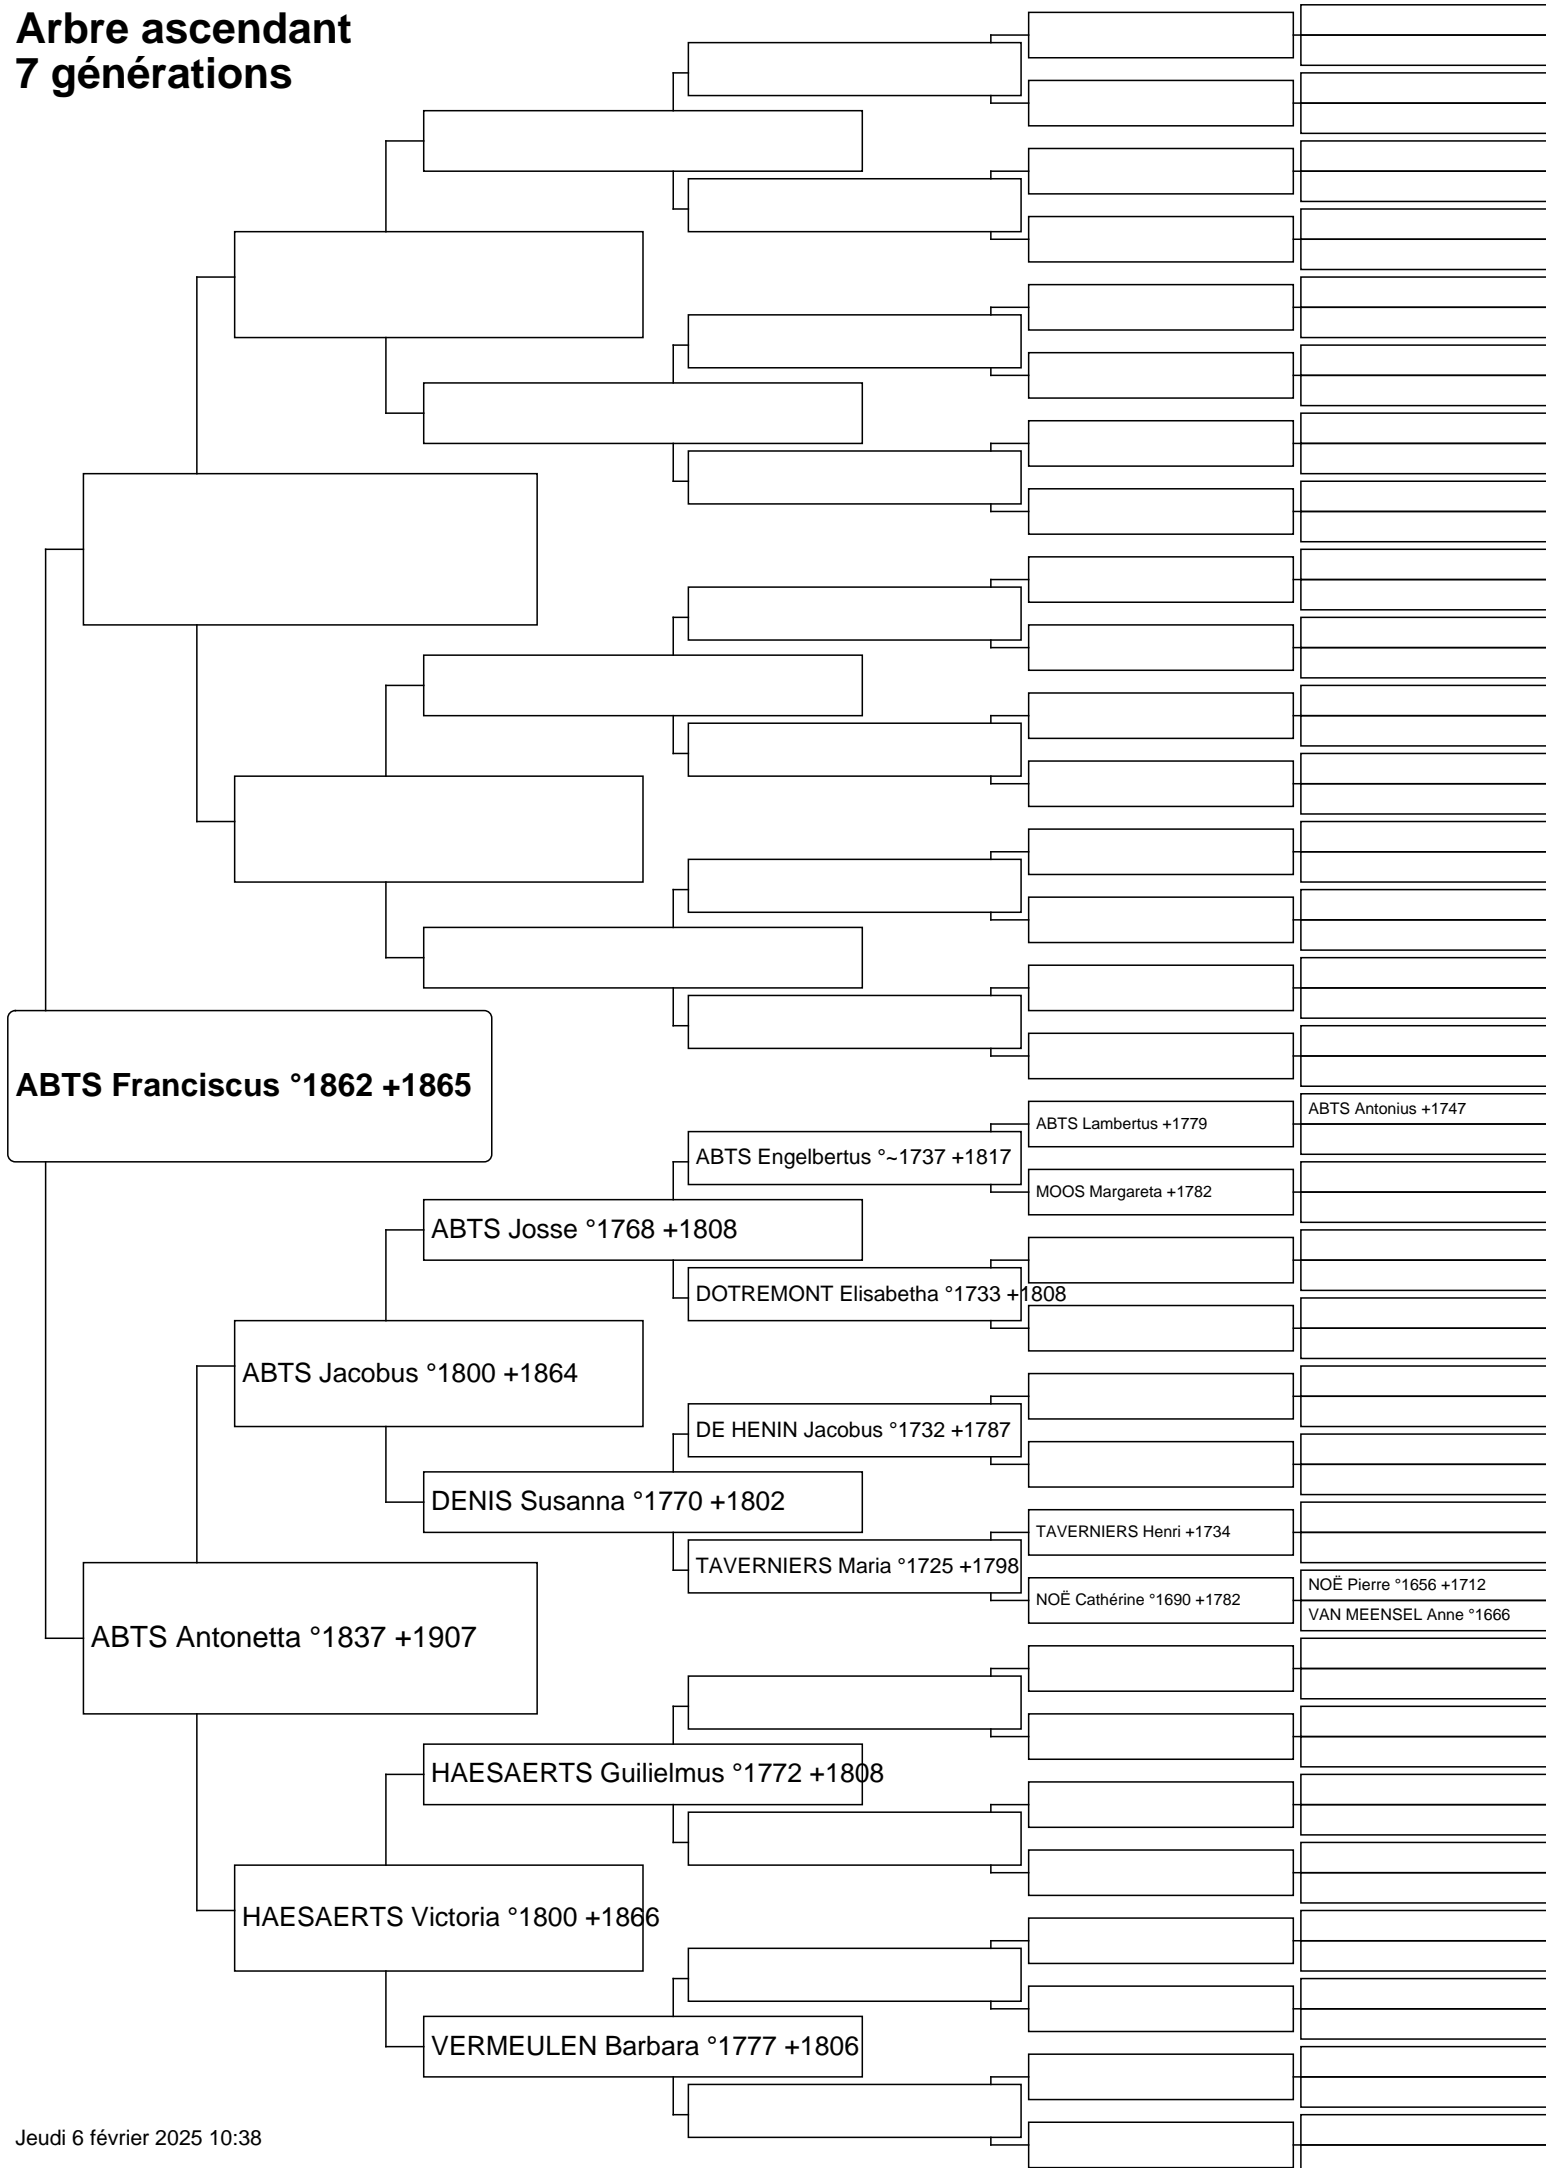 Arbre ascendant
7 générations
ABTS Franciscus °1862 +1865
ABTS Antonius +1747
ABTS Lambertus +1779
ABTS Engelbertus °~1737 +1817
MOOS Margareta +1782
ABTS Josse °1768 +1808
DOTREMONT Elisabetha °1733 +1808
ABTS Jacobus °1800 +1864
DE HENIN Jacobus °1732 +1787
DENIS Susanna °1770 +1802
TAVERNIERS Henri +1734
TAVERNIERS Maria °1725 +1798
NOË Pierre °1656 +1712
NOË Cathérine °1690 +1782
VAN MEENSEL Anne °1666
ABTS Antonetta °1837 +1907
HAESAERTS Guilielmus °1772 +1808
HAESAERTS Victoria °1800 +1866
VERMEULEN Barbara °1777 +1806
Jeudi 6 février 2025 10:38